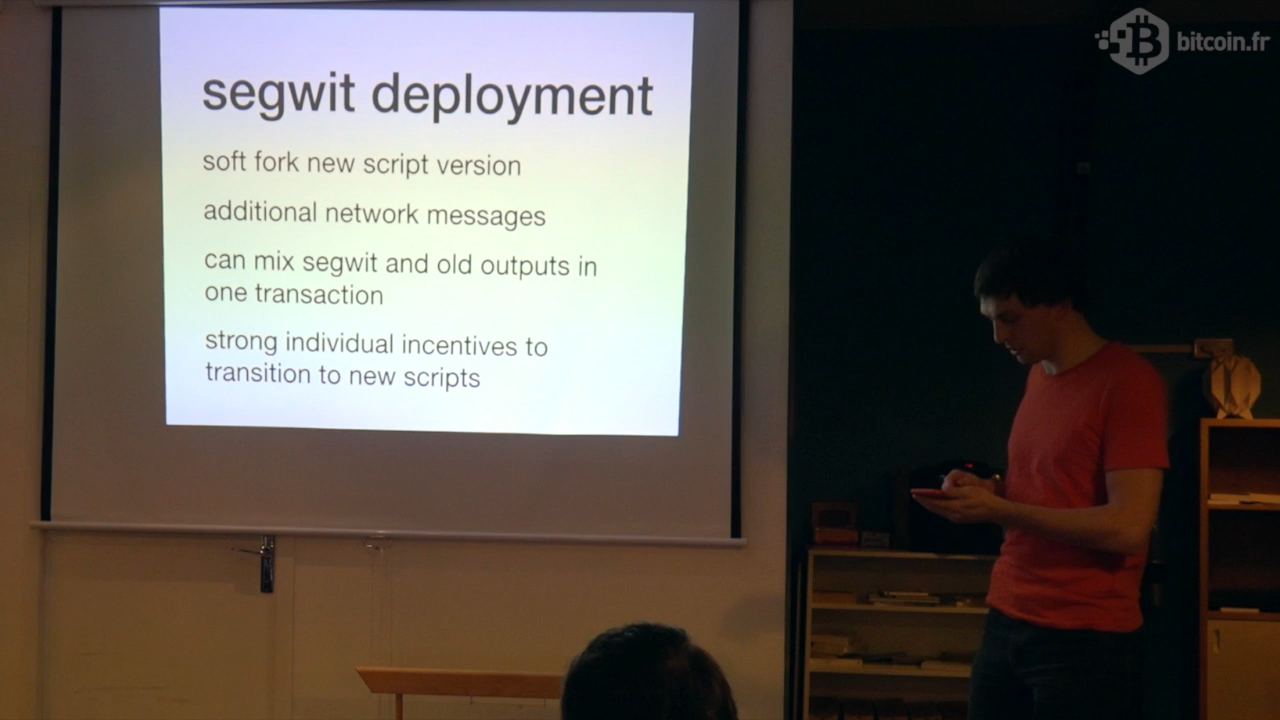 bitcoin.fr
segwit deployment
soft fork new script version
additional network messages
can mix segwit and old outputs in
one transaction
strong individual incentives to
transition to new scripts